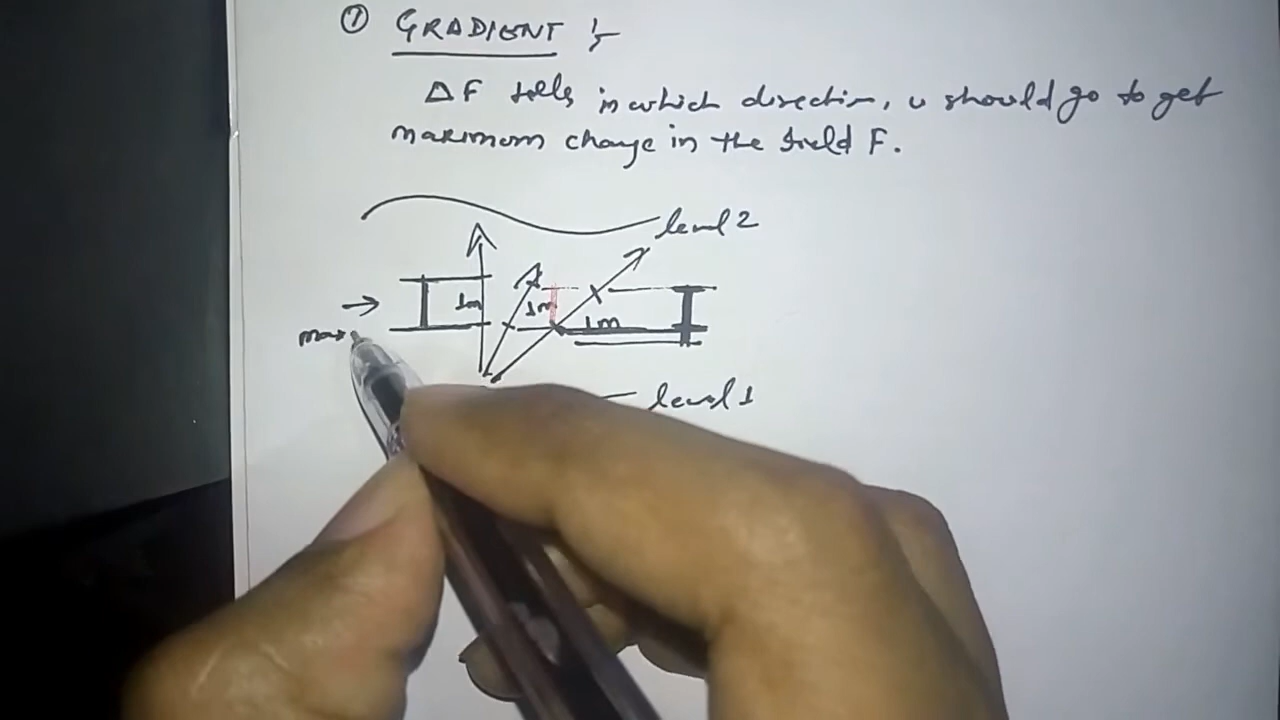 ① GRADIENT :-
ΔF tells in which direction, u should go to get
maximum change in the field F.
level 2
1m 1m
1m
max
level 1